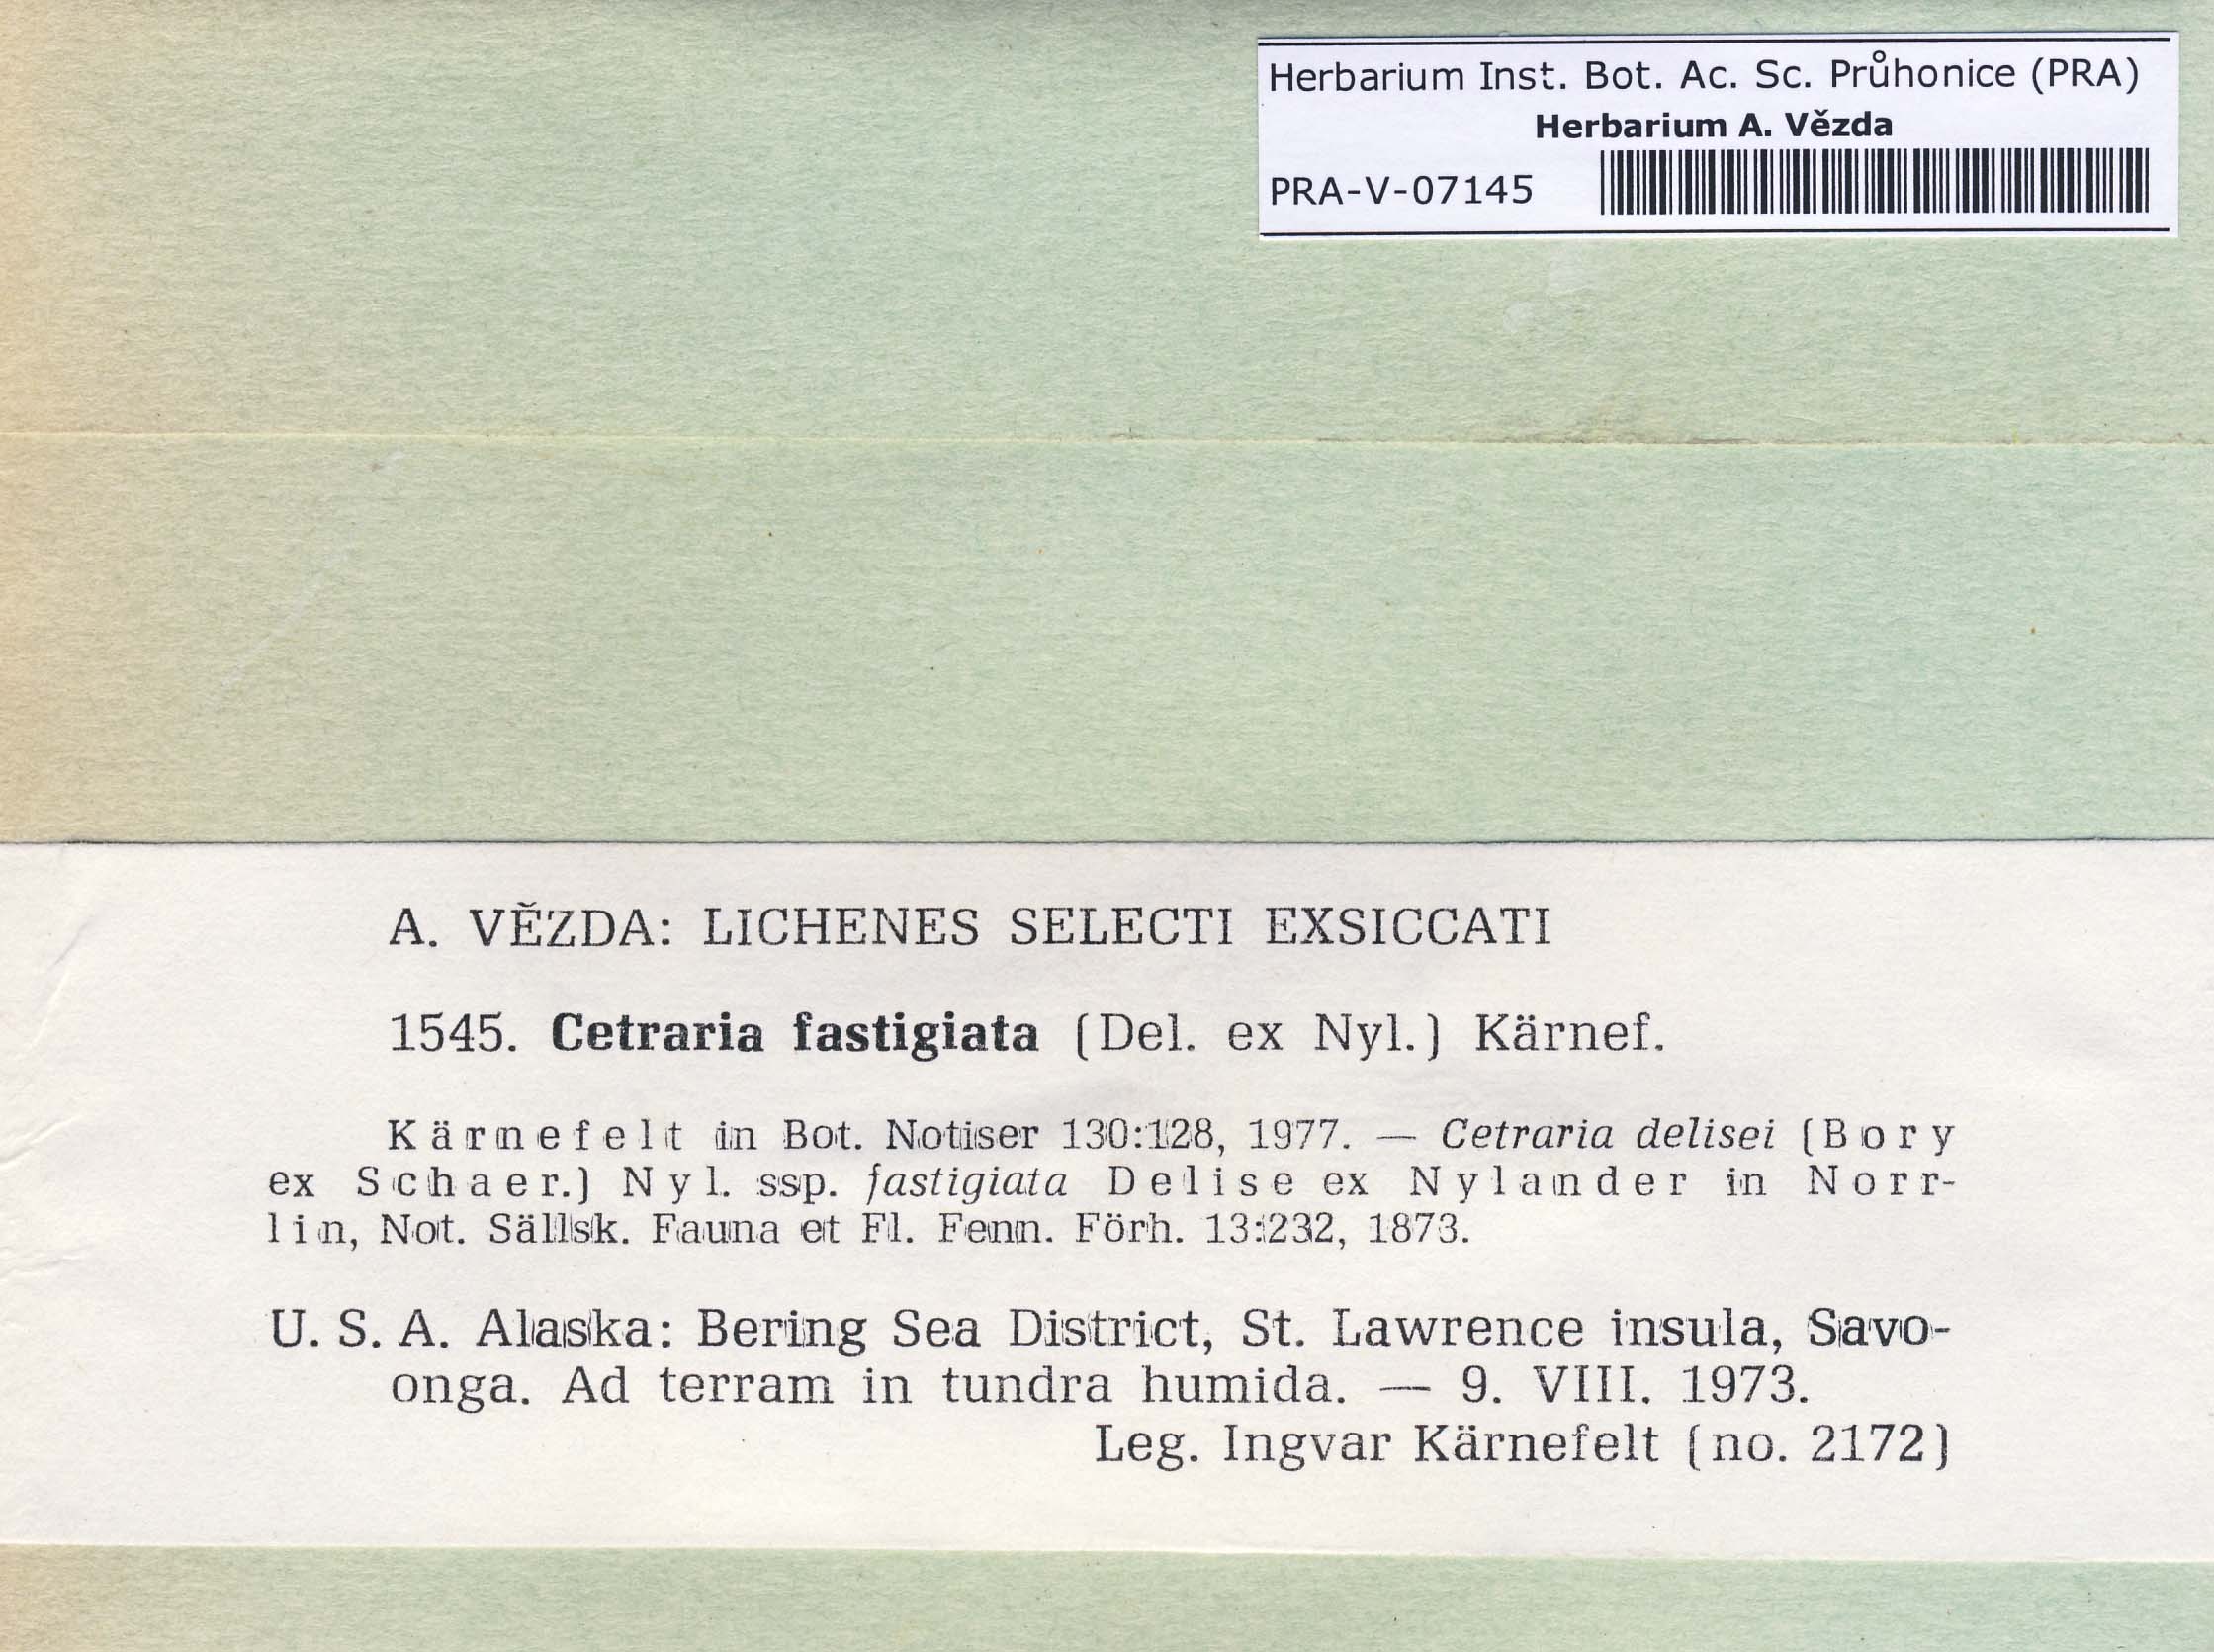 Herbarium Inst. Bot. Ac. Sc. Průhonice (PRA)
Herbarium A. Vězda
PRA-V-07145
A. VĚZDA: LICHENES SELECTI EXSICCATI
1545. Cetraria fastigiata (Del. ex Nyl.) Kärnef.
Kärnefelt in Bot. Notiser 130:128, 1977. — Cetraria delisei (Bory
ex Schaer.) Nyl. ssp. fastigiata Delise ex Nylander in Norr-
lin, Not. Sällsk. Fauna et Fl. Fenn. Förh. 13:232, 1873.
U. S. A. Alaska: Bering Sea District, St. Lawrence insula, Savo-
onga. Ad terram in tundra humida. — 9. VIII. 1973.
Leg. Ingvar Kärnefelt (no. 2172)